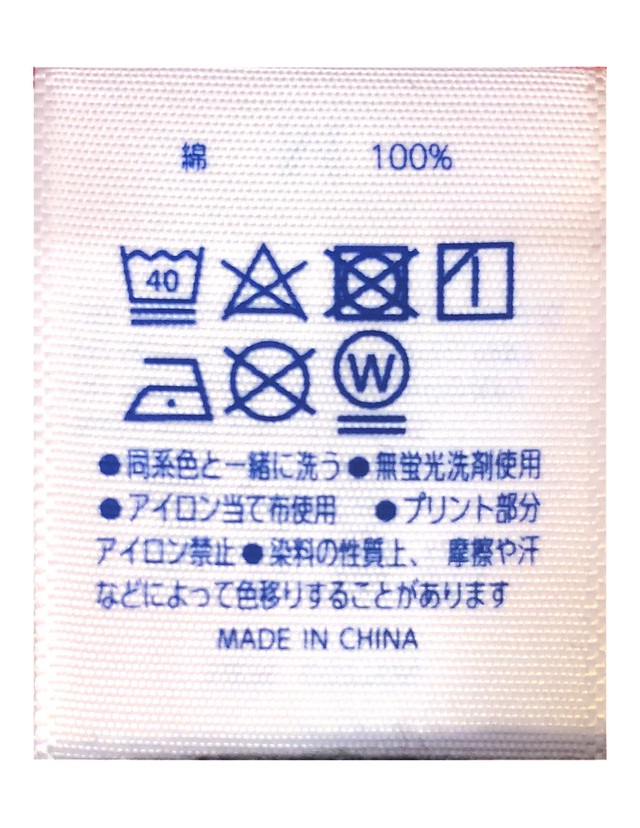 綿 100%
40
W
●同系色と一緒に洗う●無蛍光洗剤使用
●アイロン当て布使用 ●プリント部分
アイロン禁止●染料の性質上、摩擦や汗
などによって色移りすることがあります
MADE IN CHINA